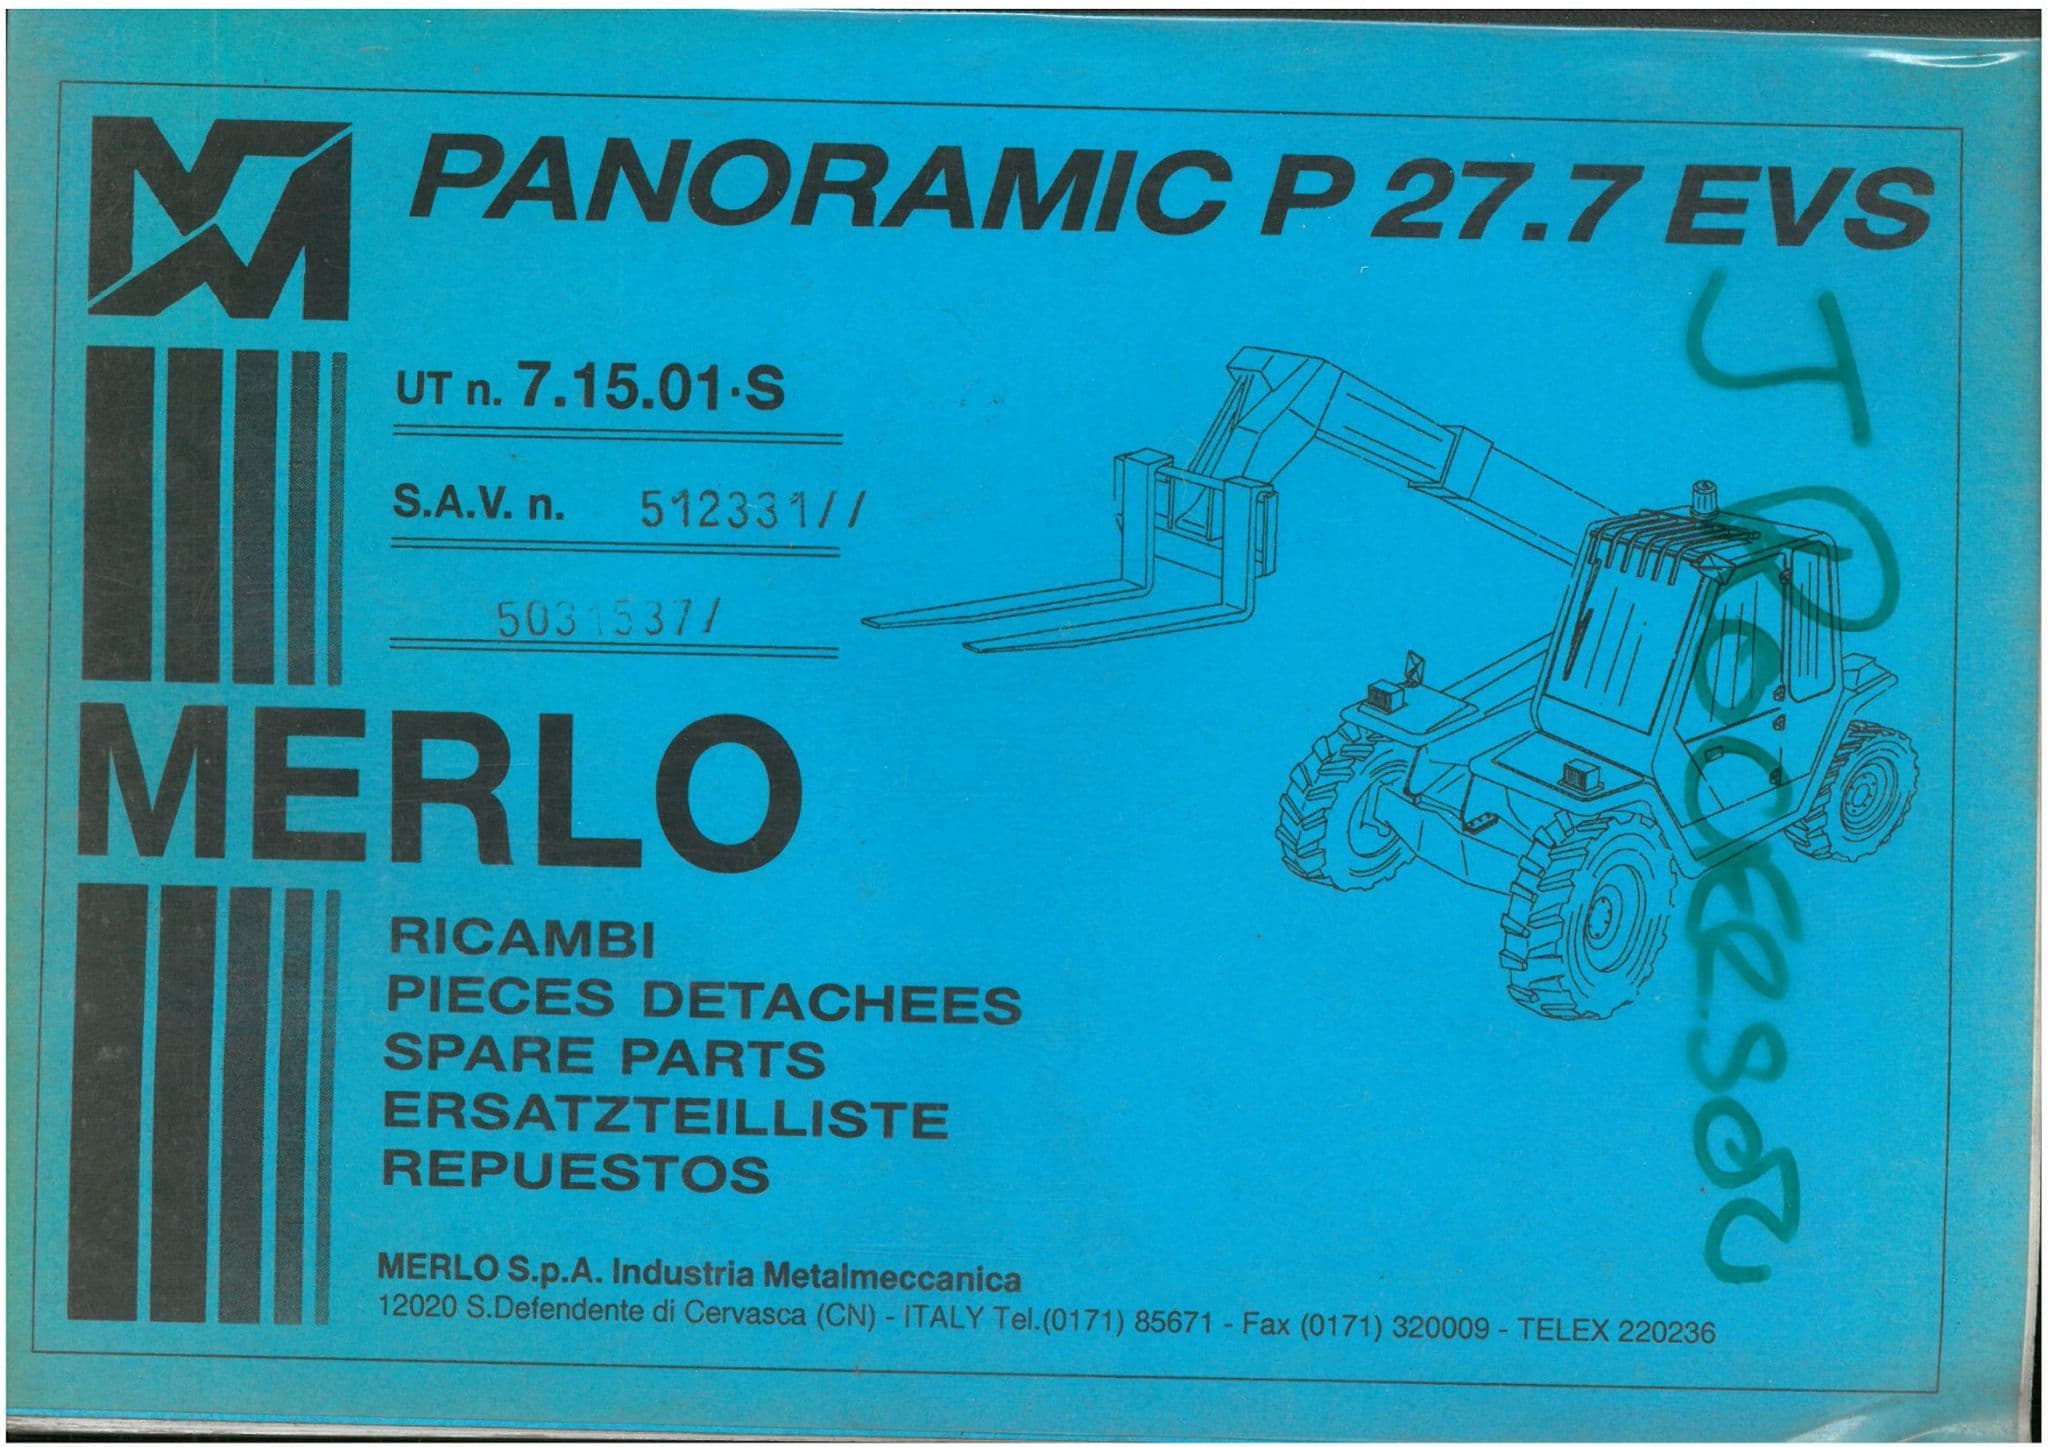 PANORAMIC P 27.7 EVS
UT n. 7.15.01·S
S.A.V. n. 512331//
5031537//
MERLO
RICAMBI
PIECES DETACHEES
SPARE PARTS
ERSATZTEILLISTE
REPUESTOS
MERLO S.p.A. Industria Metalmeccanica
12020 S.Defendente di Cervasca (CN) - ITALY Tel.(0171) 85671 - Fax (0171) 320009 - TELEX 220236
J ROGERSON